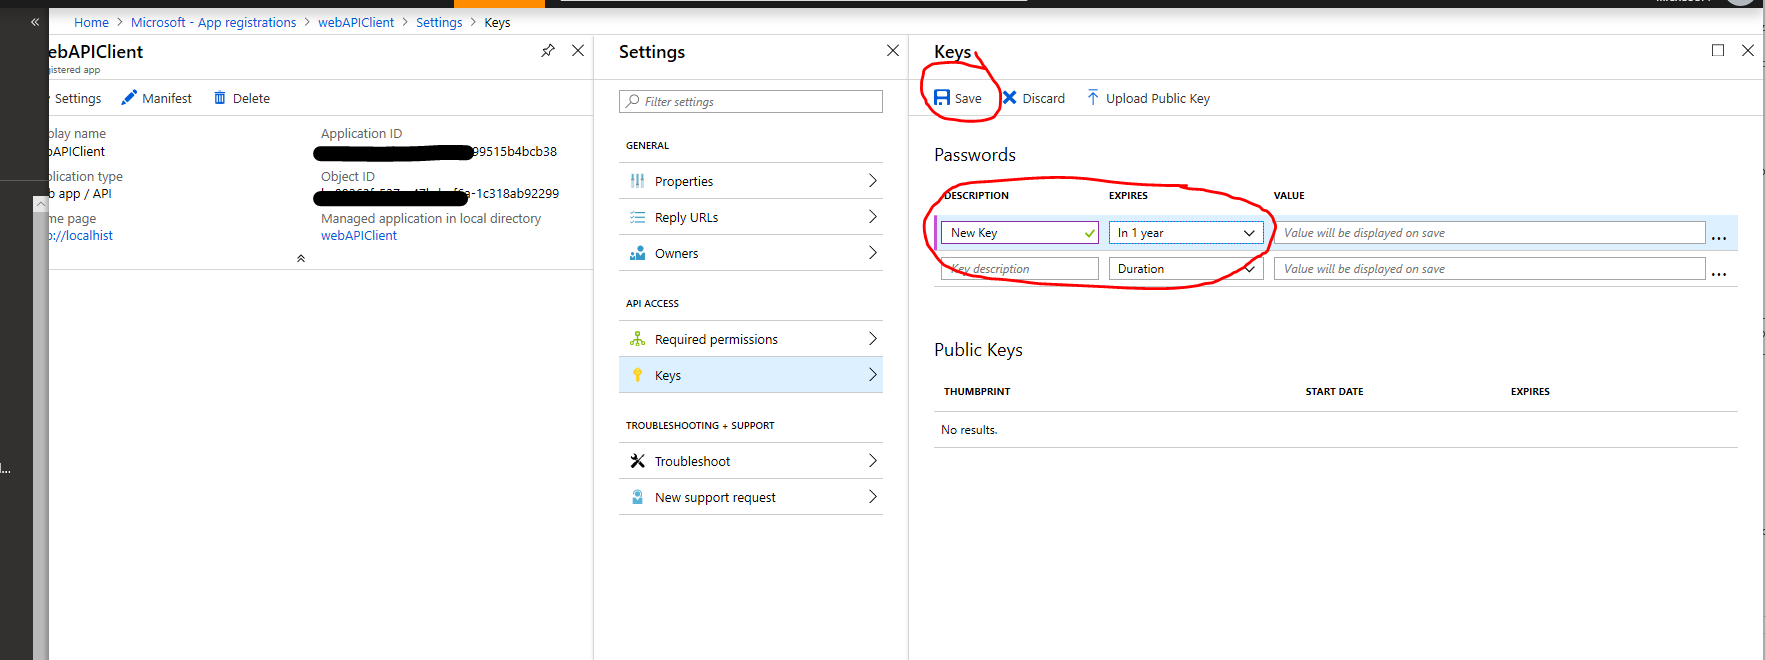 Home > Microsoft - App registrations > webAPIClient > Settings > Keys
ebAPIClient
istered app
Settings Manifest Delete
play name
bAPIClient
Application ID
99515b4bcb38
plication type
b app / API
Object ID
a-1c318ab92299
me page
p://localhist
Managed application in local directory
webAPIClient
Settings
Filter settings
GENERAL
Properties
Reply URLs
Owners
API ACCESS
Required permissions
Keys
TROUBLESHOOTING + SUPPORT
Troubleshoot
New support request
Keys
Save Discard Upload Public Key
Passwords
DESCRIPTION EXPIRES VALUE
New Key In 1 year Value will be displayed on save ...
Key description Duration Value will be displayed on save ...
Public Keys
THUMBPRINT START DATE EXPIRES
No results.